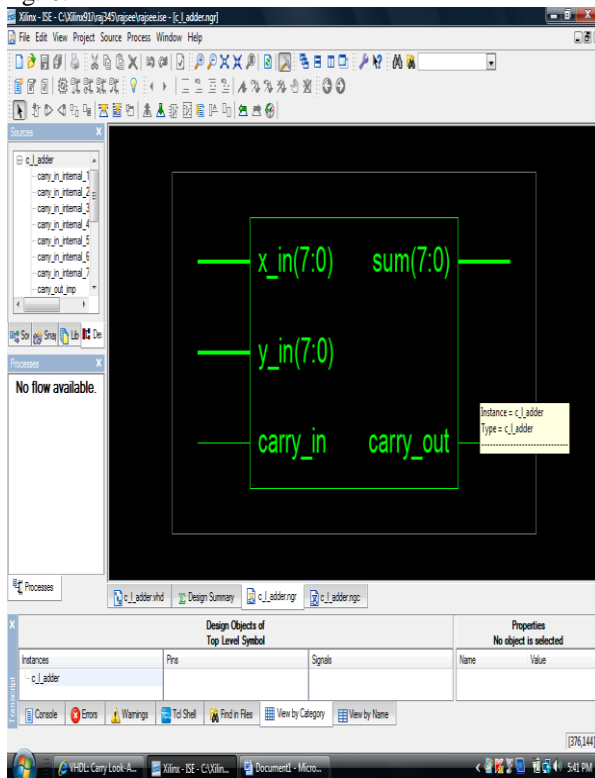 Xilinx - ISE - C:\Xilinx91i\raj345\rajsee\rajsee.ise - [c_l_adder.ngr]
File Edit View Project Source Process Window Help
Sources
c_l_adder
carry_in_internal_1
carry_in_internal_2
carry_in_internal_3
carry_in_internal_4
carry_in_internal_5
carry_in_internal_6
carry_in_internal_7
carry_out_imp
So Snap Lib De
Processes
No flow available.
Processes
x_in(7:0) sum(7:0)
y_in(7:0)
carry_in carry_out
Instance = c_l_adder
Type = c_l_adder
c_l_adder.vhd Design Summary c_l_adder.ngr c_l_adder.ngc
Design Objects of
Top Level Symbol
Properties
No object is selected
Instances Pins Signals Name Value
c_l_adder
Transcript
Console Errors Warnings Tcl Shell Find in Files View by Category View by Name
[376,144]
VHDL: Carry Look-A... Xilinx - ISE - C:\Xilin... Document1 - Micro... 5:41 PM